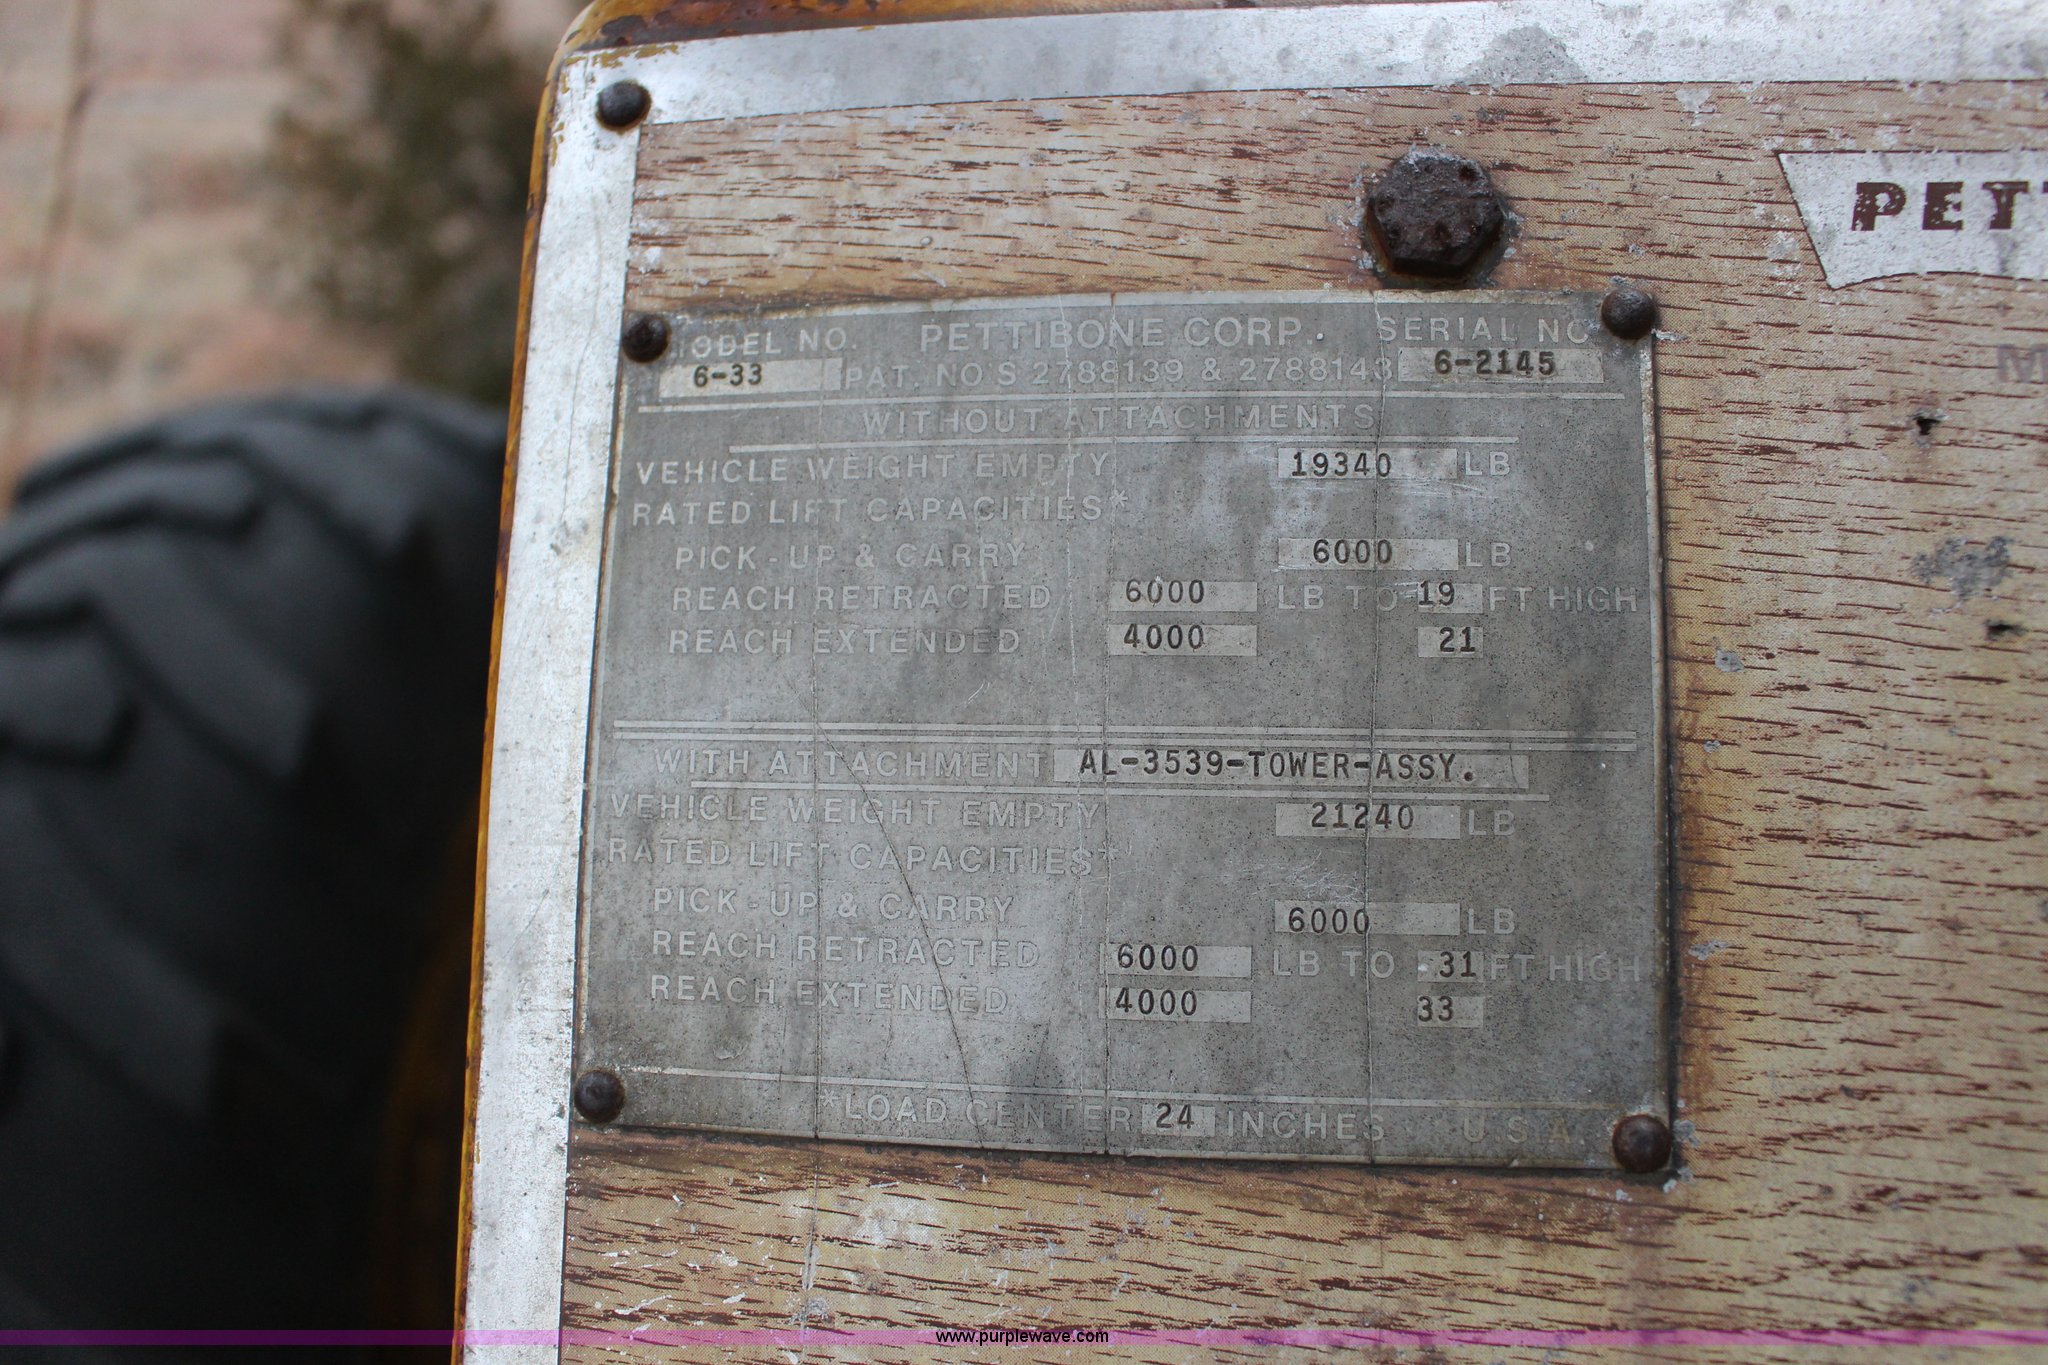 PETT
MODEL NO. PETTIBONE CORP. SERIAL NO
6-33 PAT. NO S 2788139 & 2788143 6-2145
WITHOUT ATTACHMENTS
VEHICLE WEIGHT EMPTY 19340 LB
RATED LIFT CAPACITIES*
PICK-UP & CARRY 6000 LB
REACH RETRACTED 6000 LB TO 19 FT HIGH
REACH EXTENDED 4000 21
WITH ATTACHMENT AL-3539-TOWER-ASSY.
VEHICLE WEIGHT EMPTY 21240 LB
RATED LIFT CAPACITIES*
PICK-UP & CARRY 6000 LB
REACH RETRACTED 6000 LB TO 31 FT HIGH
REACH EXTENDED 4000 33
*LOAD CENTER 24 INCHES U.S.A.
www.purplewave.com